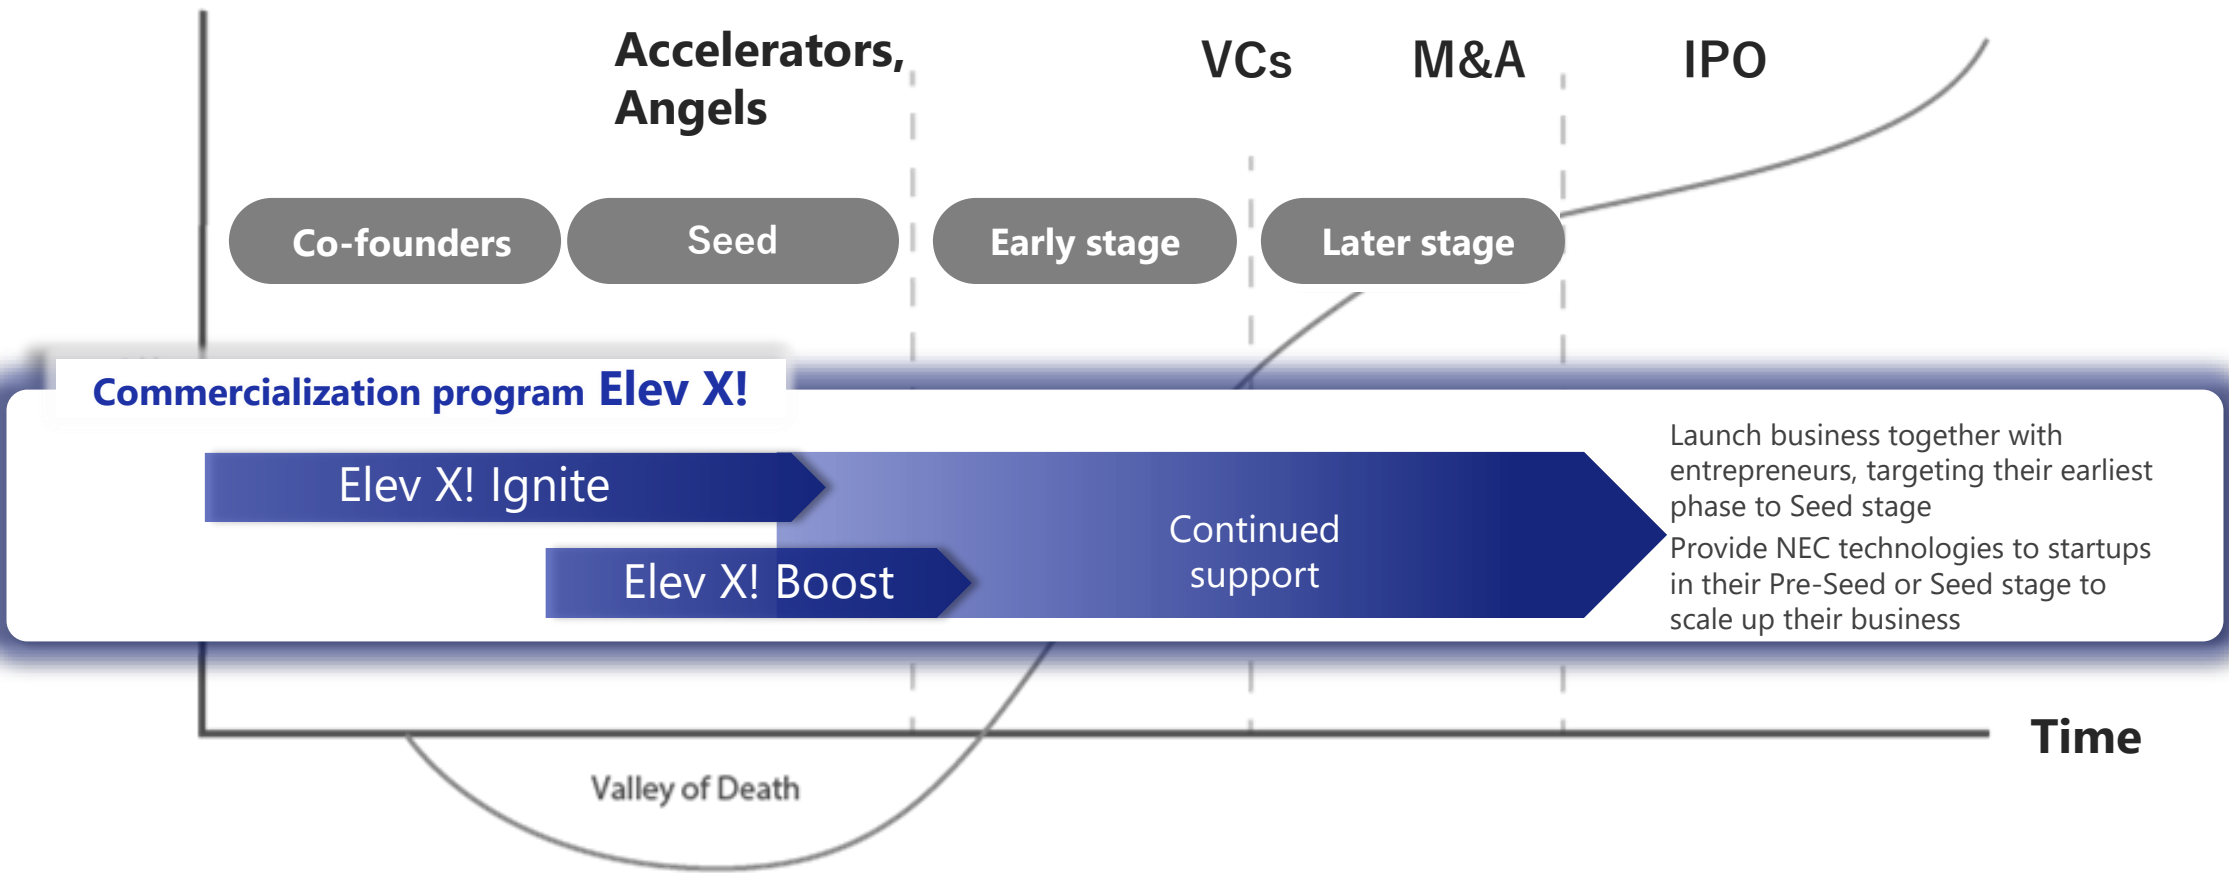 Accelerators,
Angels
VCs
M&A
IPO
Co-founders
Seed
Early stage
Later stage
Commercialization program Elev X!
Elev X! Ignite
Elev X! Boost
Continued
support
Launch business together with
entrepreneurs, targeting their earliest
phase to Seed stage
Provide NEC technologies to startups
in their Pre-Seed or Seed stage to
scale up their business
Time
Valley of Death